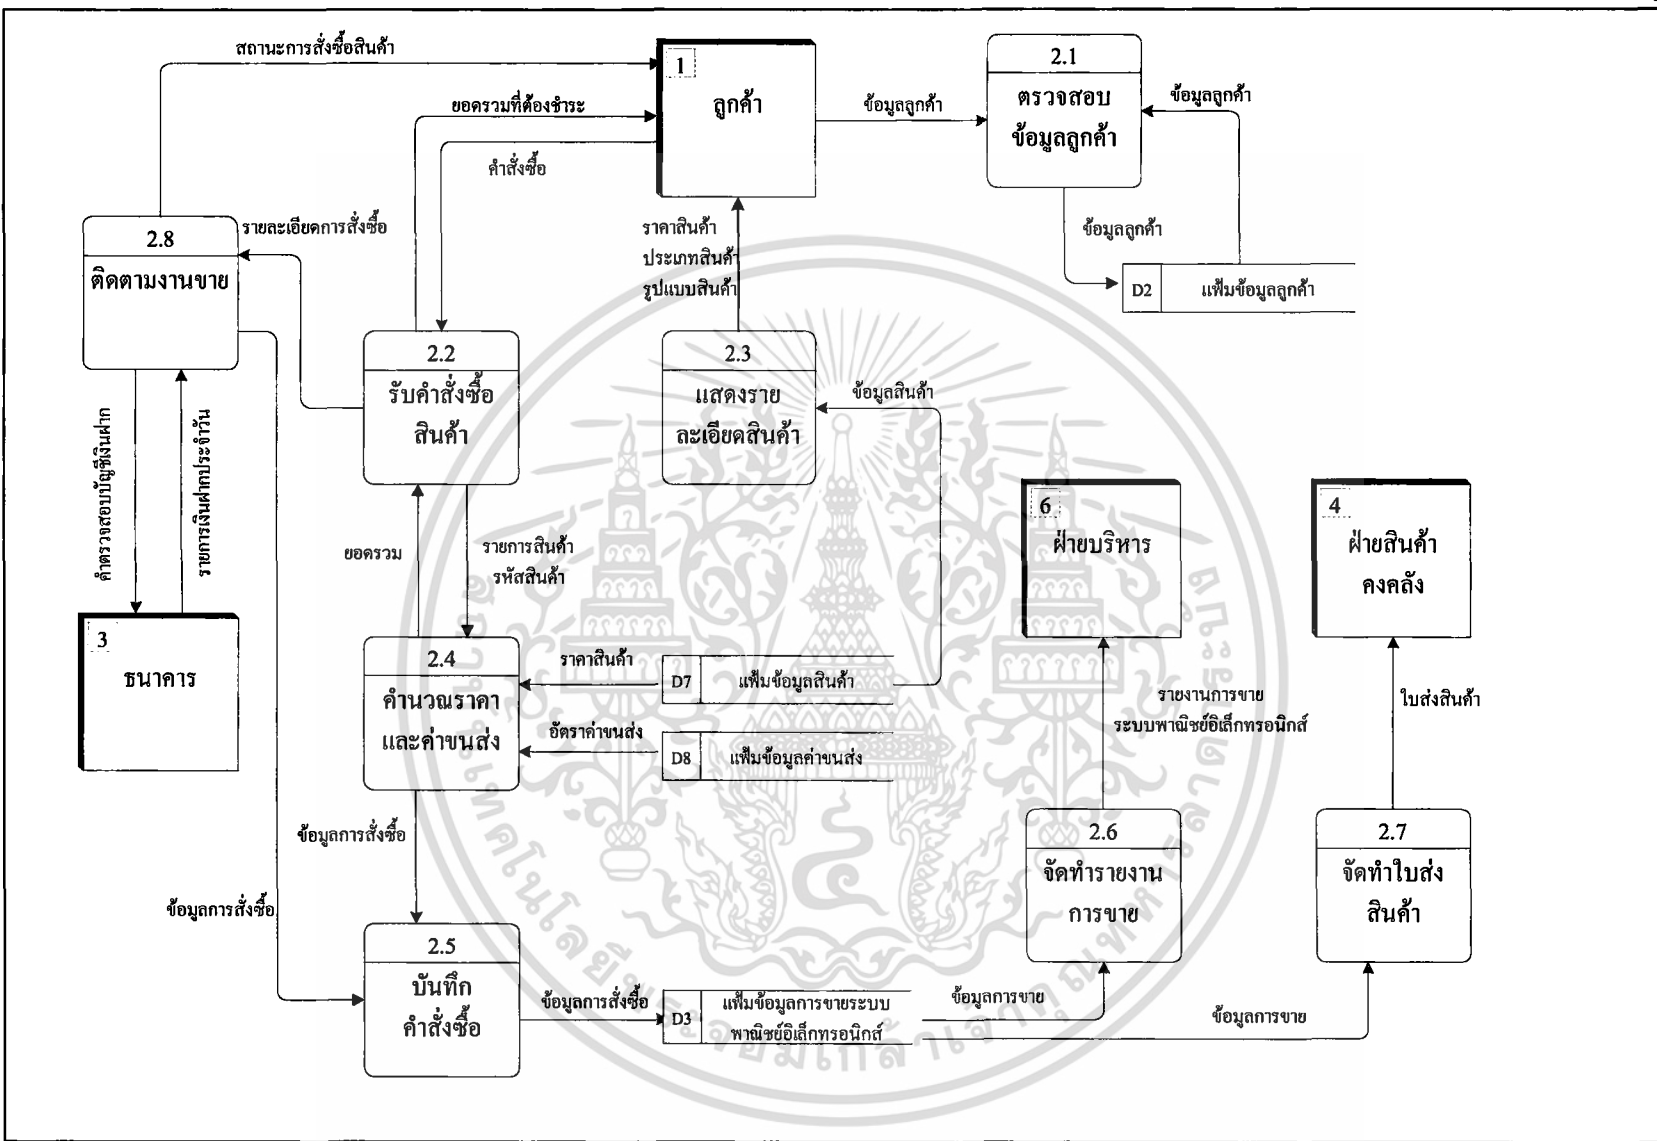 สถานะการสั่งซื้อสินค้า
1
ลูกค้า
2.1
ตรวจสอบ
ข้อมูลลูกค้า
ข้อมูลลูกค้า
ข้อมูลลูกค้า
ยอดรวมที่ต้องชำระ
คำสั่งซื้อ
ข้อมูลลูกค้า
D2
แฟ้มข้อมูลลูกค้า
2.8
ติดตามงานขาย
รายละเอียดการสั่งซื้อ
ราคาสินค้า
ประเภทสินค้า
รูปแบบสินค้า
2.2
รับคำสั่งซื้อ
สินค้า
2.3
แสดงราย
ละเอียดสินค้า
ข้อมูลสินค้า
คำตรวจสอบบัญชีเงินฝาก
รายการเงินฝากประจำวัน
ยอดรวม
รายการสินค้า
รหัสสินค้า
6
ฝ่ายบริหาร
4
ฝ่ายสินค้า
คงคลัง
3
ธนาคาร
2.4
คำนวณราคา
และค่าขนส่ง
ราคาสินค้า
D7
แฟ้มข้อมูลสินค้า
อัตราค่าขนส่ง
D8
แฟ้มข้อมูลค่าขนส่ง
รายงานการขาย
ระบบพาณิชย์อิเล็กทรอนิกส์
ใบส่งสินค้า
ข้อมูลการสั่งซื้อ
2.6
จัดทำรายงาน
การขาย
2.7
จัดทำใบส่ง
สินค้า
ข้อมูลการสั่งซื้อ
2.5
บันทึก
คำสั่งซื้อ
ข้อมูลการสั่งซื้อ
D3
แฟ้มข้อมูลการขายระบบ
พาณิชย์อิเล็กทรอนิกส์
ข้อมูลการขาย
ข้อมูลการขาย